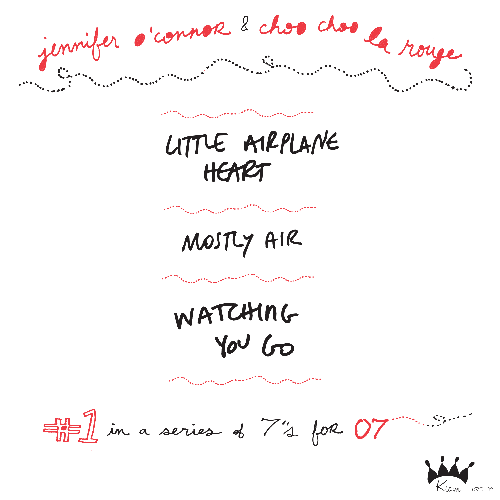 jennifer o'connor & choo choo la rouge
LITTLE AIRPLANE
HEART
MOSTLY AIR
WATCHING
YOU GO
#1 in a series of 7"s for 07